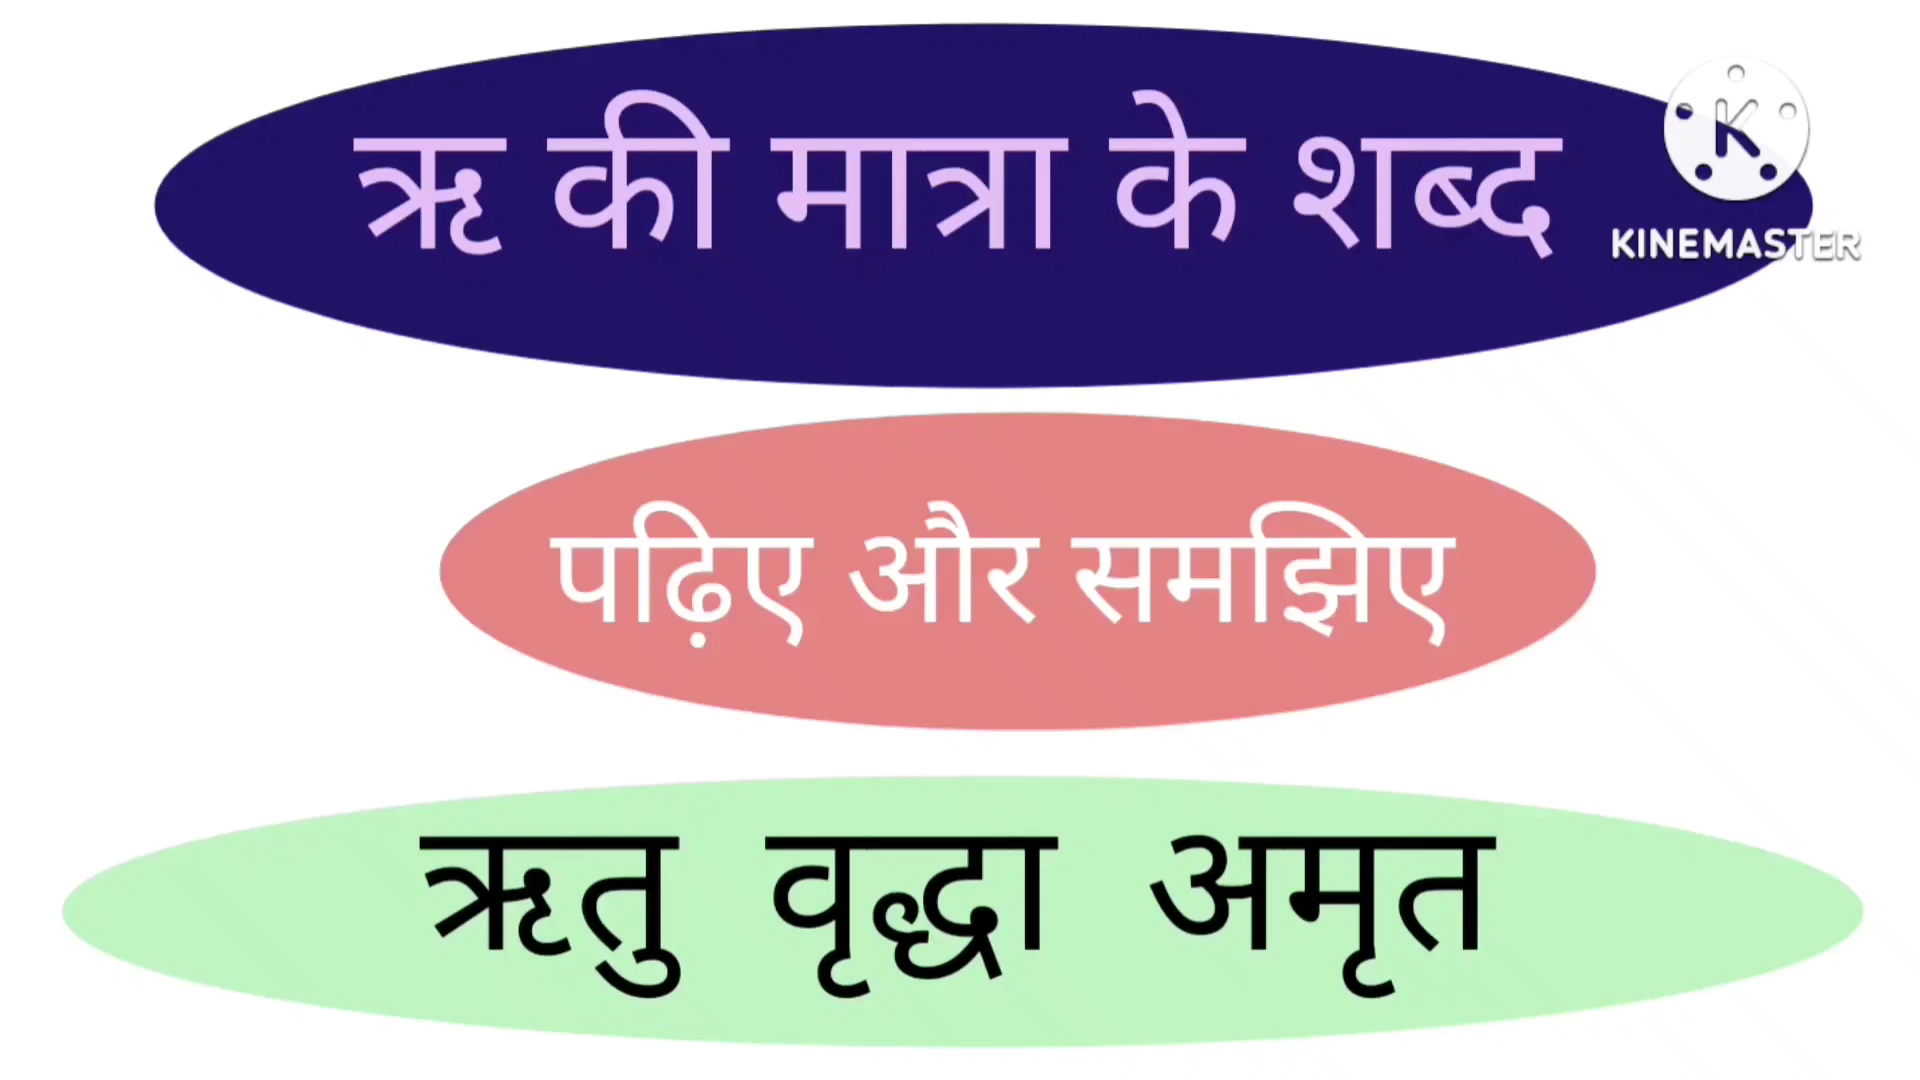 ऋ की मात्रा के शब्द
K
KINEMASTER
पढ़िए और समझिए
ऋतु वृद्धा अमृत